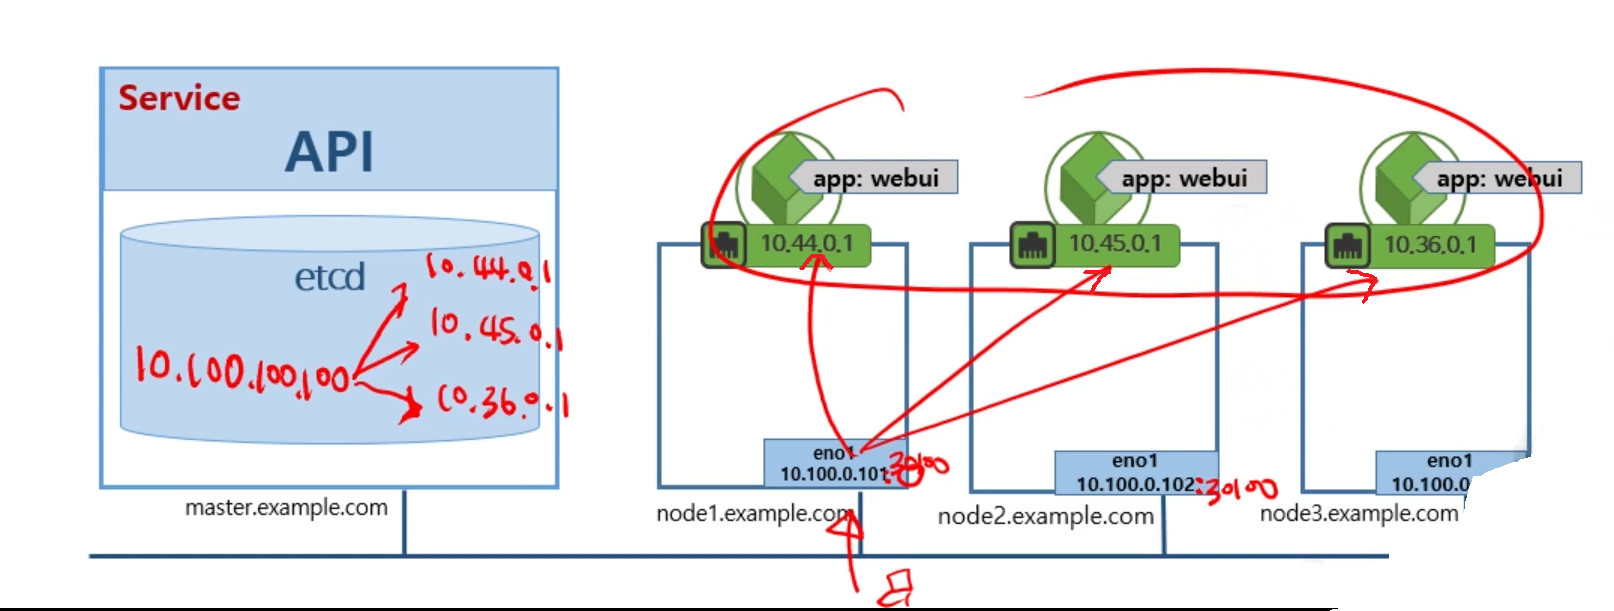 Service
API
etcd
10.44.0.1
10.45.0.1
10.100.100.100
10.36.0.1
master.example.com
app: webui
10.44.0.1
eno1
10.100.0.101
:30100
node1.example.com
app: webui
10.45.0.1
eno1
10.100.0.102
:30100
node2.example.com
app: webui
10.36.0.1
eno1
10.100.0
node3.example.com